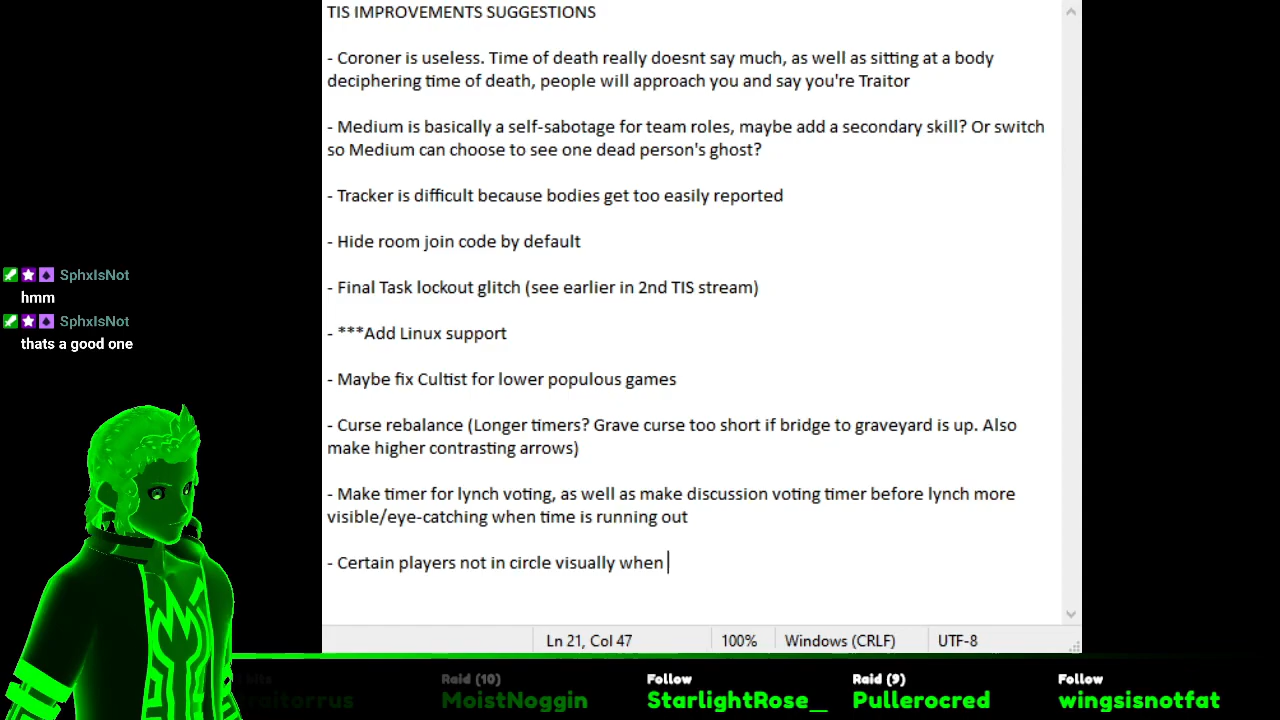 TIS IMPROVEMENTS SUGGESTIONS
- Coroner is useless. Time of death really doesnt say much, as well as sitting at a body
deciphering time of death, people will approach you and say you're Traitor
- Medium is basically a self-sabotage for team roles, maybe add a secondary skill? Or switch
so Medium can choose to see one dead person's ghost?
- Tracker is difficult because bodies get too easily reported
- Hide room join code by default
- Final Task lockout glitch (see earlier in 2nd TIS stream)
- ***Add Linux support
- Maybe fix Cultist for lower populous games
- Curse rebalance (Longer timers? Grave curse too short if bridge to graveyard is up. Also
make higher contrasting arrows)
- Make timer for lynch voting, as well as make discussion voting timer before lynch more
visible/eye-catching when time is running out
- Certain players not in circle visually when
SphxIsNot
hmm
SphxIsNot
thats a good one
Ln 21, Col 47
100%
Windows (CRLF)
UTF-8
Raid (10)
MoistNoggin
Follow
StarlightRose_
Raid (9)
Pullerocred
Follow
wingsisnotfat